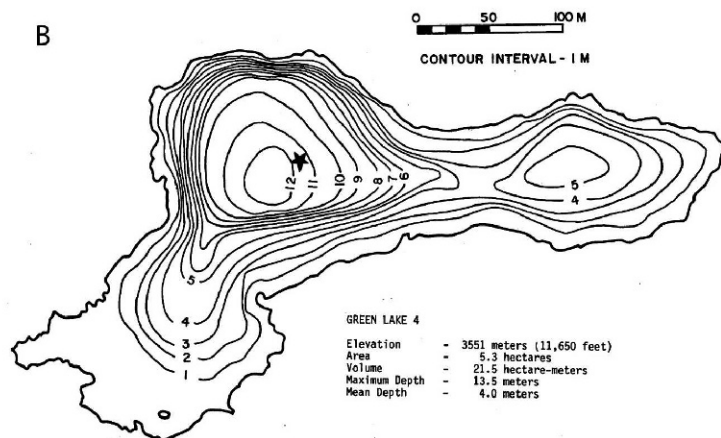 B
0 50 100 M
CONTOUR INTERVAL - 1 M
12 11 10 9 8 7 6
5
4
5
4
3
2
1
GREEN LAKE 4
Elevation - 3551 meters (11,650 feet)
Area - 5.3 hectares
Volume - 21.5 hectare-meters
Maximum Depth - 13.5 meters
Mean Depth - 4.0 meters